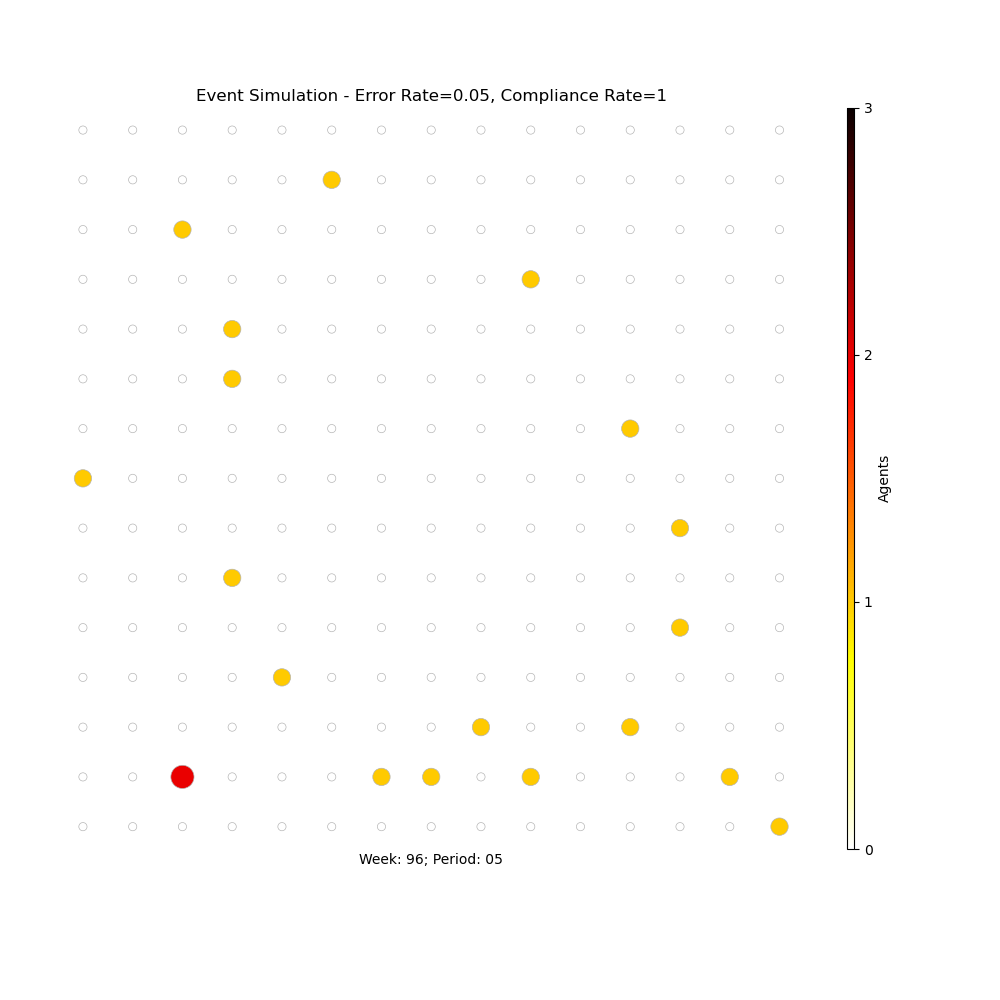 Event Simulation - Error Rate=0.05, Compliance Rate=1
3
2
Agents
1
0
Week: 96; Period: 05